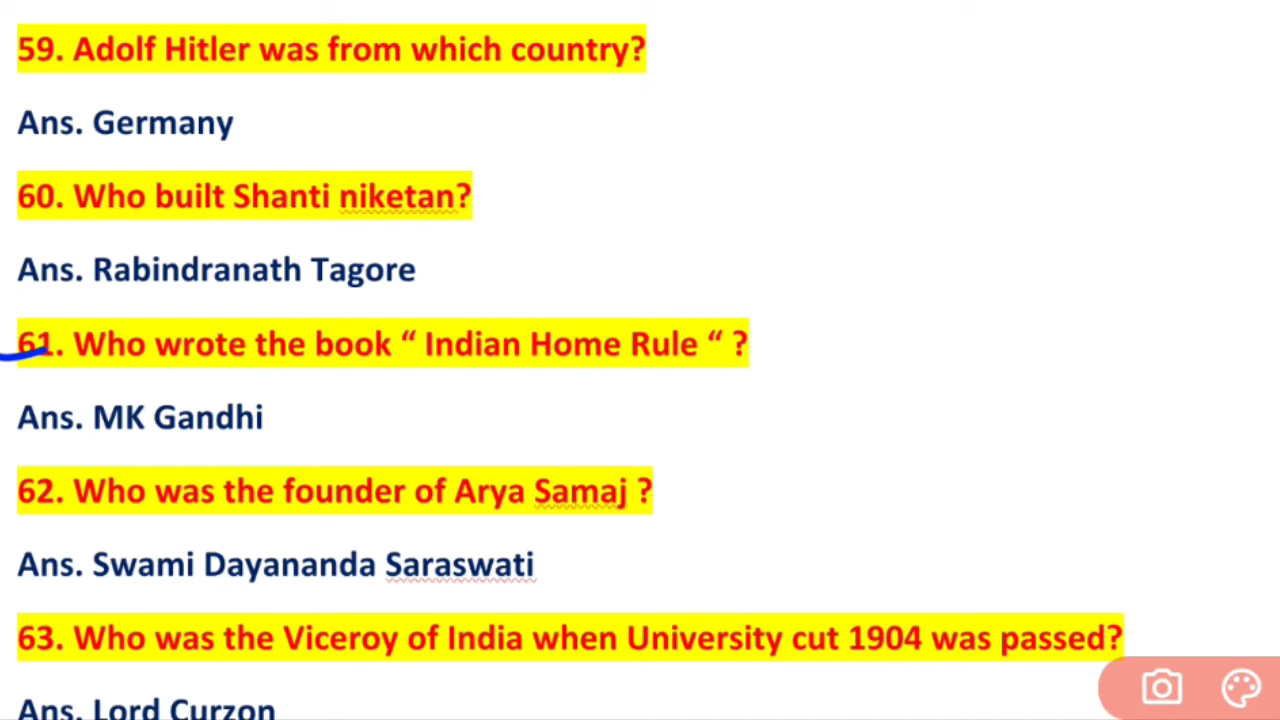 59. Adolf Hitler was from which country?
Ans. Germany
60. Who built Shanti niketan?
Ans. Rabindranath Tagore
61. Who wrote the book “ Indian Home Rule “ ?
Ans. MK Gandhi
62. Who was the founder of Arya Samaj ?
Ans. Swami Dayananda Saraswati
63. Who was the Viceroy of India when University cut 1904 was passed?
Ans. Lord Curzon